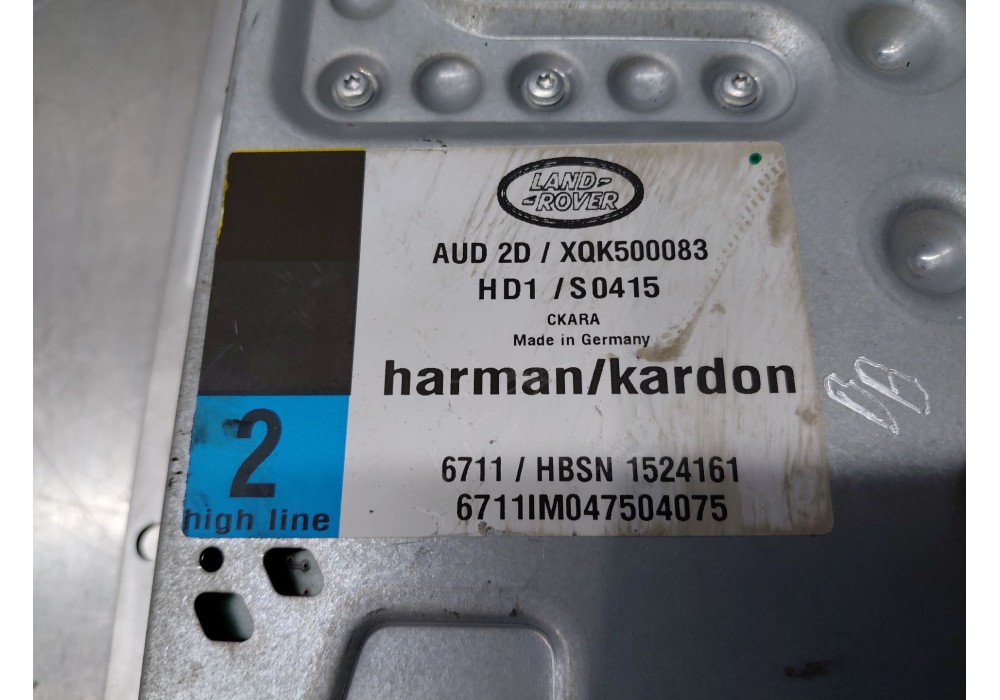 LAND-
-ROVER
AUD 2D / XQK500083
HD1 /S0415
CKARA
Made in Germany
harman/kardon
2
high line
6711 / HBSN 1524161
6711IM047504075